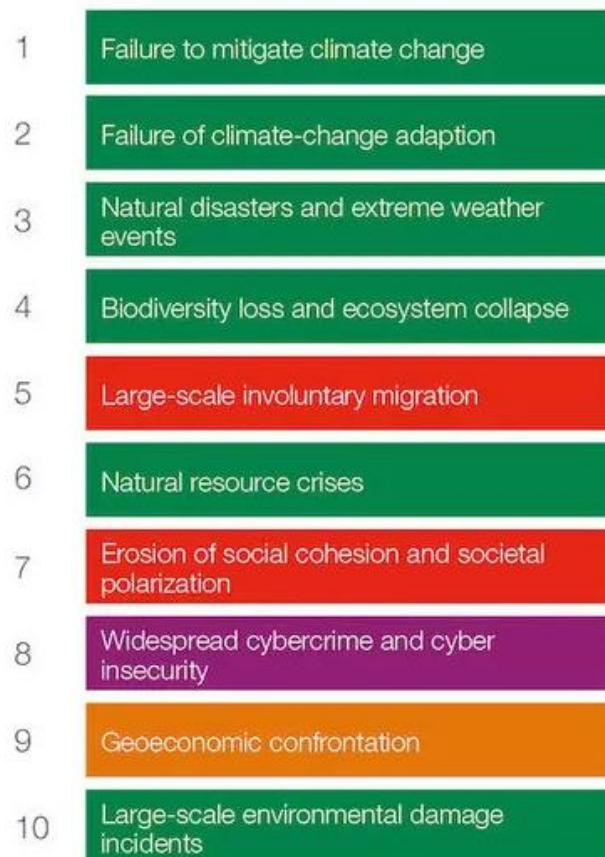 1
Failure to mitigate climate change
2
Failure of climate-change adaption
3
Natural disasters and extreme weather
events
4
Biodiversity loss and ecosystem collapse
5
Large-scale involuntary migration
6
Natural resource crises
7
Erosion of social cohesion and societal
polarization
8
Widespread cybercrime and cyber
insecurity
9
Geoeconomic confrontation
10
Large-scale environmental damage
incidents